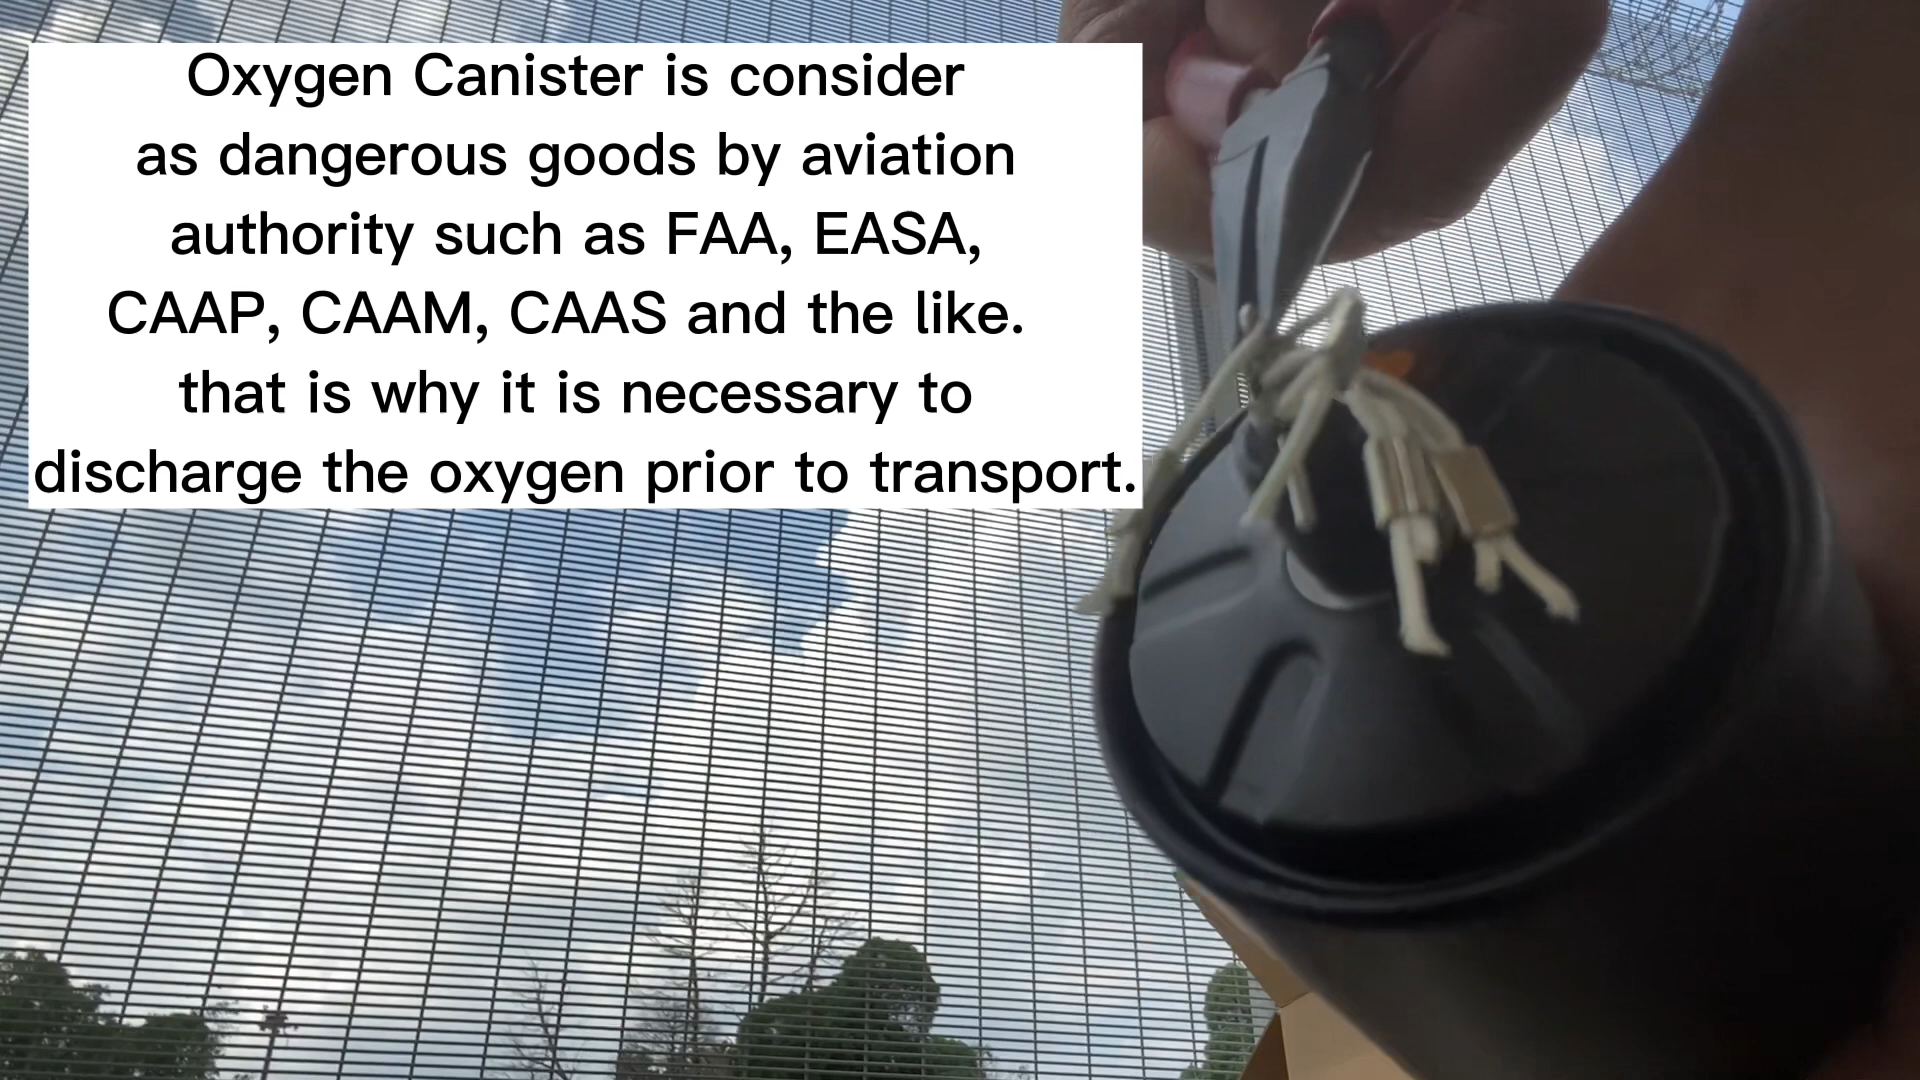 Oxygen Canister is consider
as dangerous goods by aviation
authority such as FAA, EASA,
CAAP, CAAM, CAAS and the like.
that is why it is necessary to
discharge the oxygen prior to transport.